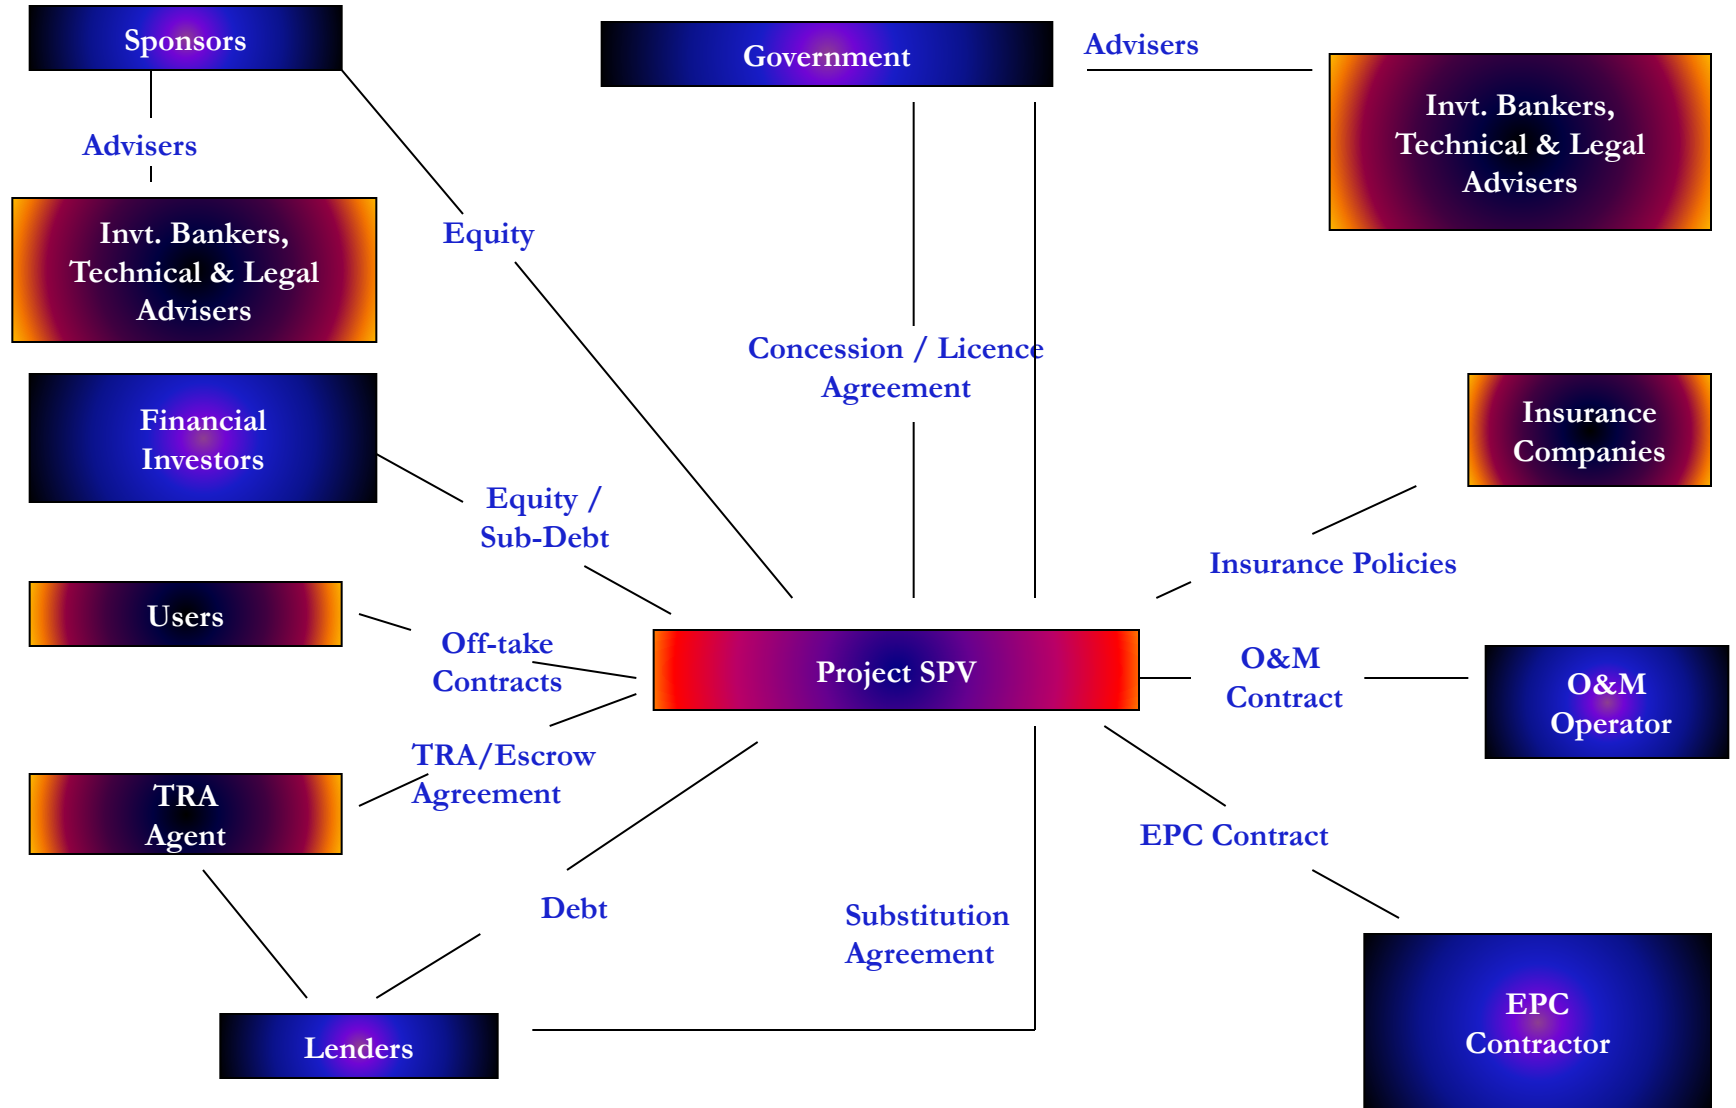 Sponsors
Government
Advisers
Invt. Bankers,
Technical & Legal
Advisers
Advisers
Invt. Bankers,
Technical & Legal
Advisers
Equity
Concession / Licence
Agreement
Financial
Investors
Insurance
Companies
Equity /
Sub-Debt
Insurance Policies
Users
Off-take
Contracts
Project SPV
O&M
Contract
O&M
Operator
TRA/Escrow
Agreement
TRA
Agent
EPC Contract
Debt
Substitution
Agreement
EPC
Contractor
Lenders